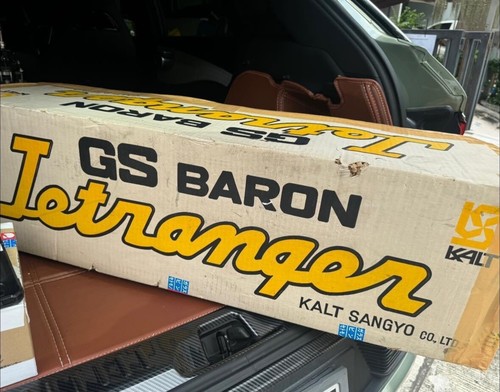 GS BARON
Jetranger
GS BARON
Jetranger
KALT SANGYO CO., LTD
KALT